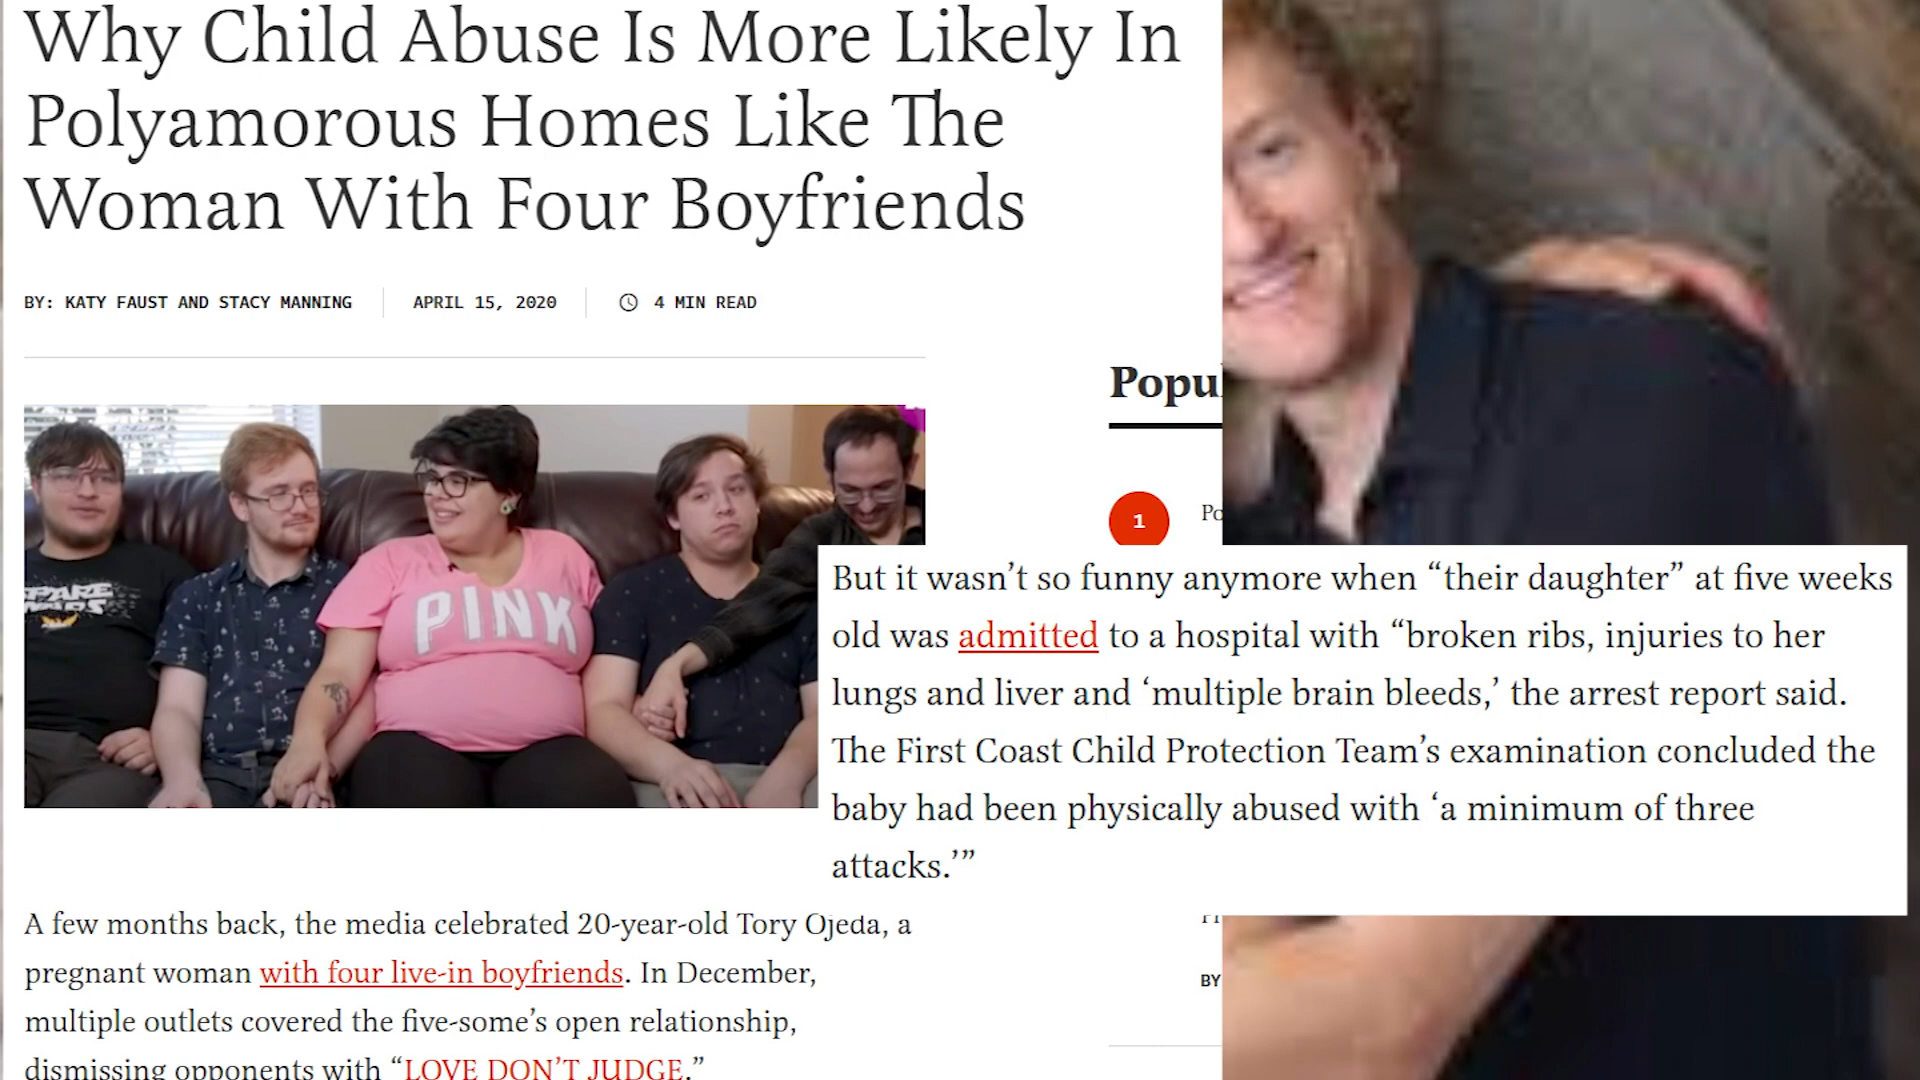 Why Child Abuse Is More Likely In
Polyamorous Homes Like The
Woman With Four Boyfriends
BY: KATY FAUST AND STACY MANNING
APRIL 15, 2020
4 MIN READ
Popul
1
Po
PINK
But it wasn’t so funny anymore when “their daughter” at five weeks
old was admitted to a hospital with “broken ribs, injuries to her
lungs and liver and ‘multiple brain bleeds,’ the arrest report said.
The First Coast Child Protection Team’s examination concluded the
baby had been physically abused with ‘a minimum of three
attacks.’”
A few months back, the media celebrated 20-year-old Tory Ojeda, a
pregnant woman with four live-in boyfriends. In December,
multiple outlets covered the five-some’s open relationship,
dismissing opponents with “LOVE DON’T JUDGE.”
BY